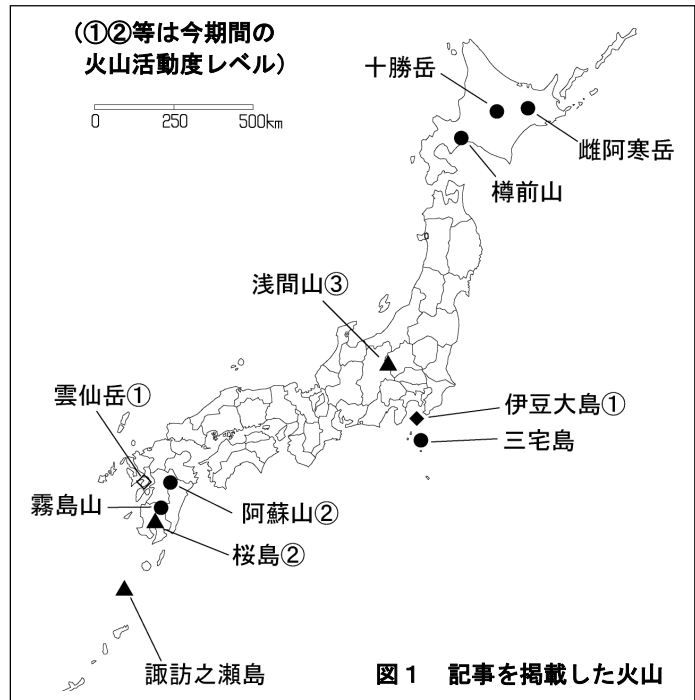 (①②等は今期間の
火山活動度レベル)
0 250 500km
十勝岳
雌阿寒岳
樽前山
浅間山③
雲仙岳①
伊豆大島①
三宅島
霧島山
阿蘇山②
桜島②
諏訪之瀬島
図1 記事を掲載した火山